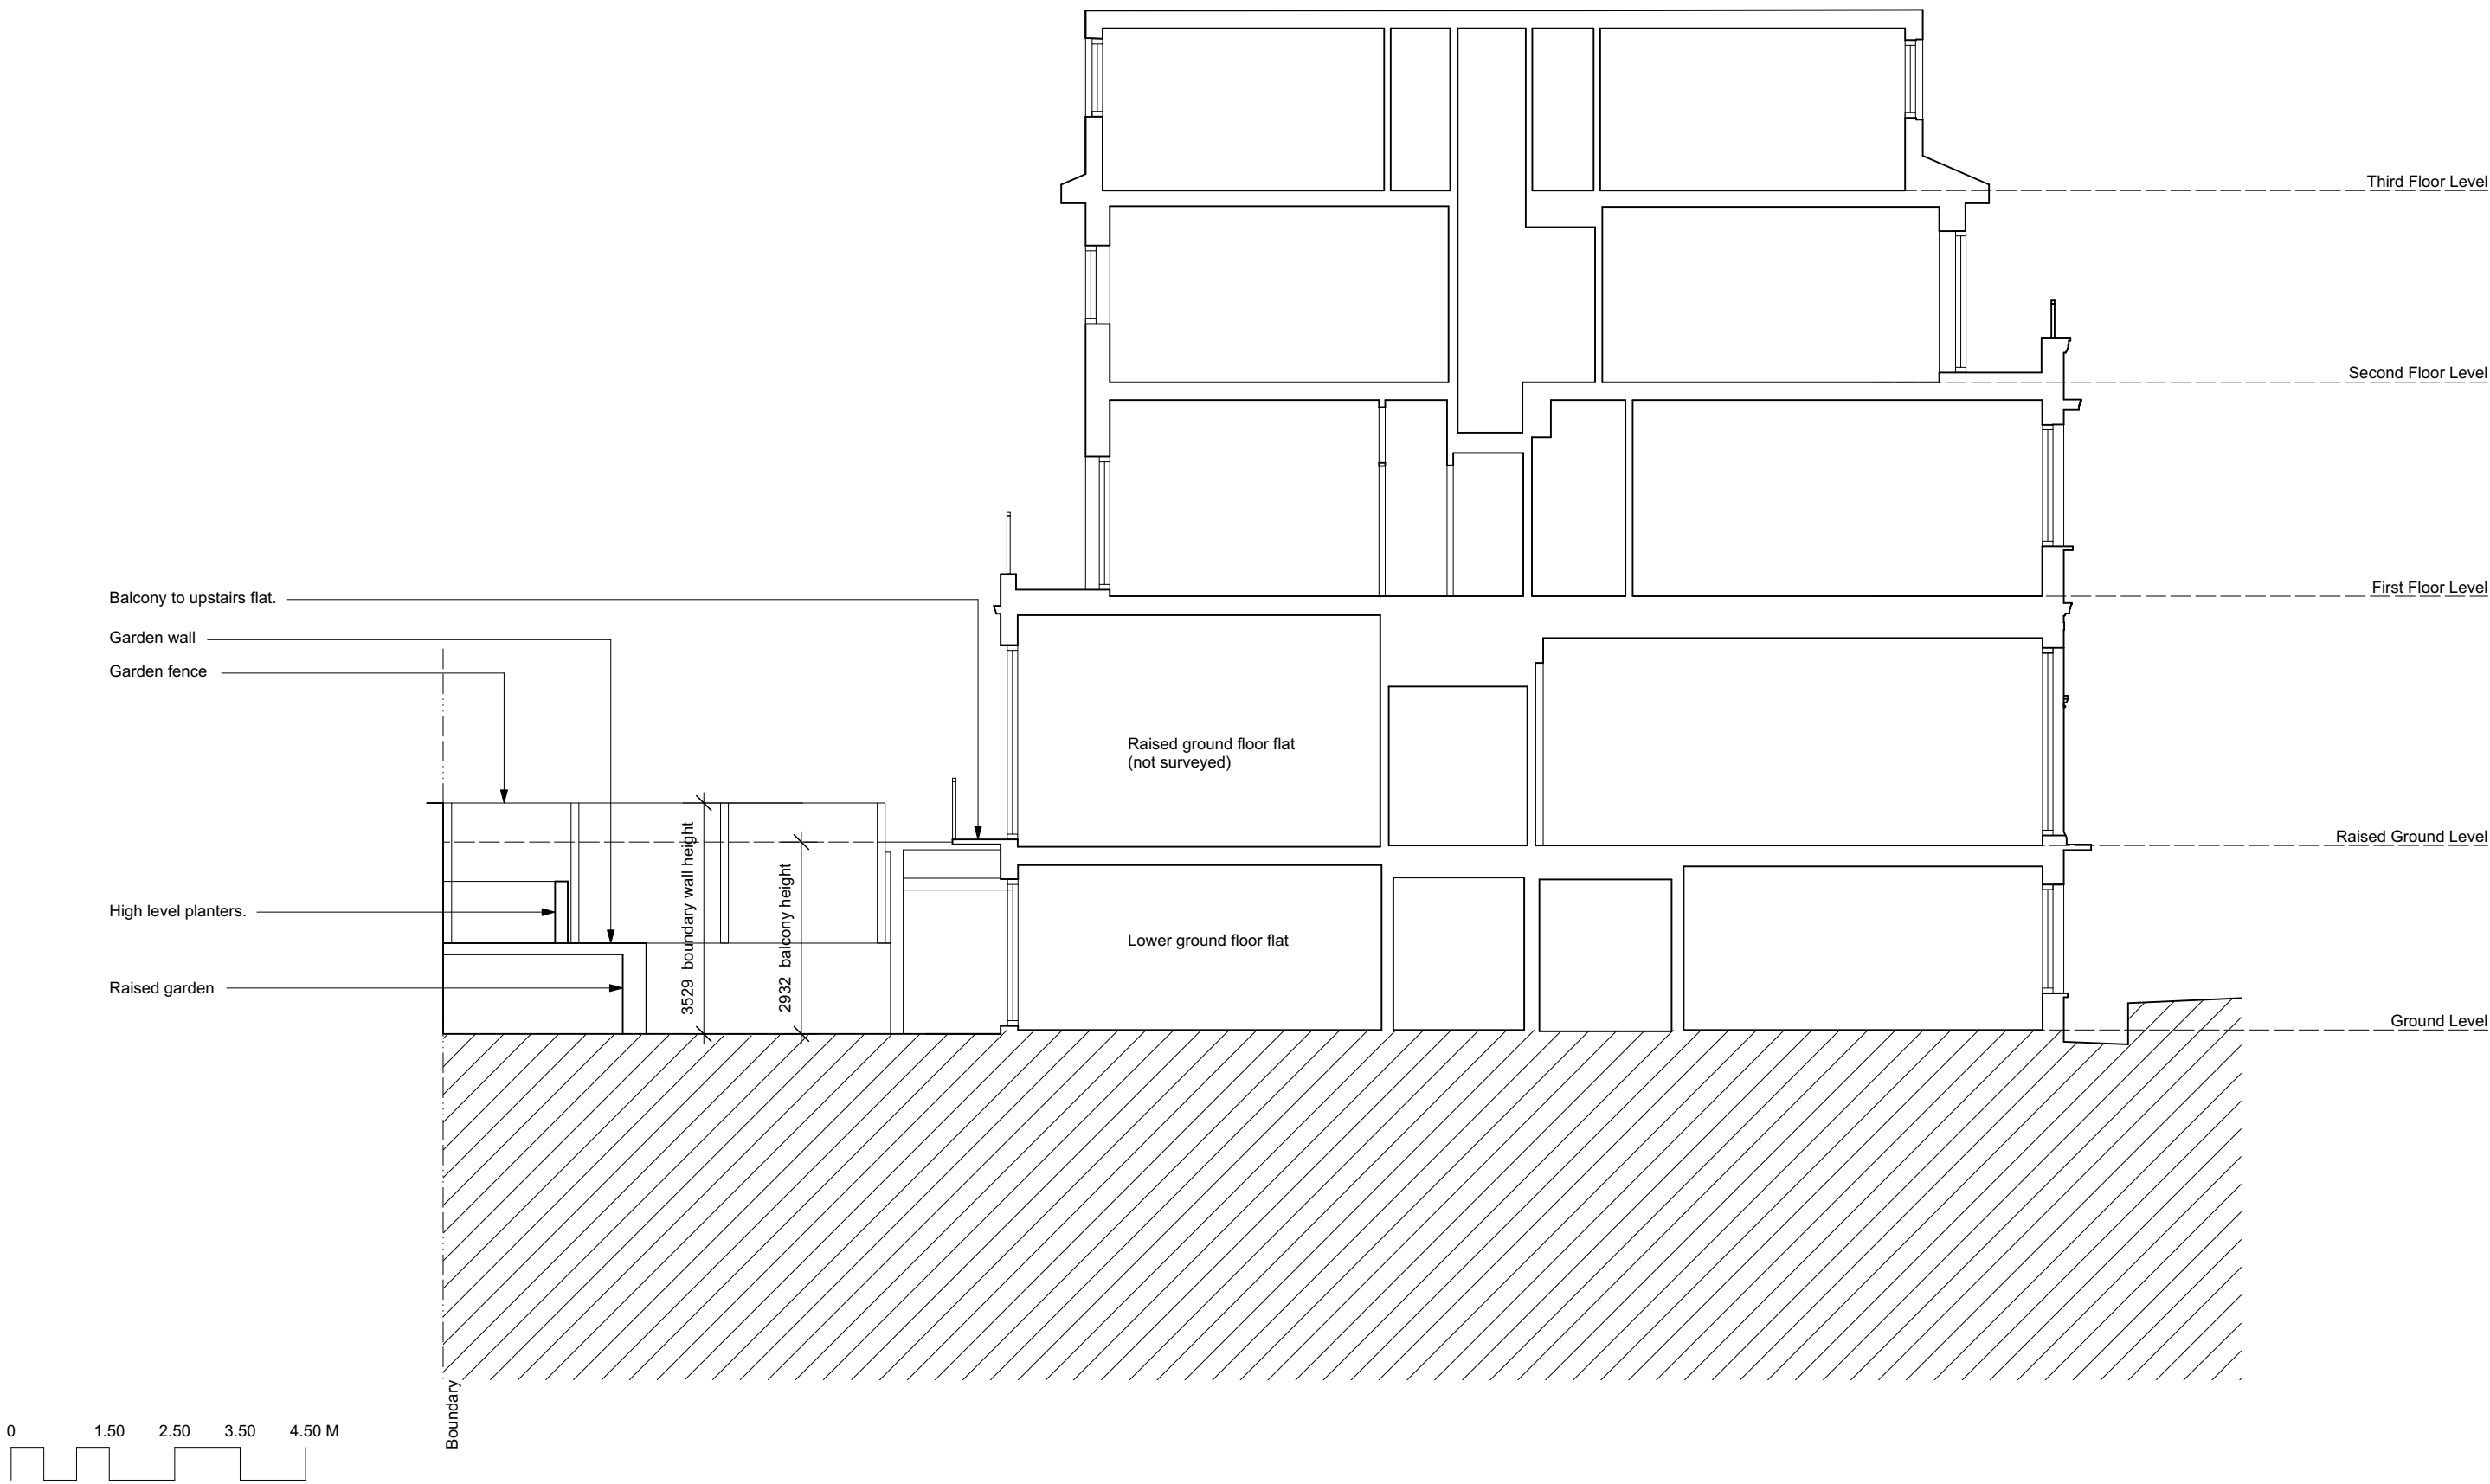 Third Floor Level
Second Floor Level
First Floor Level
Balcony to upstairs flat.
Garden wall
Garden fence
Raised ground floor flat
(not surveyed)
Raised Ground Level
3529 boundary wall height
2932 balcony height
High level planters.
Lower ground floor flat
Raised garden
Ground Level
Boundary
0 1.50 2.50 3.50 4.50 M